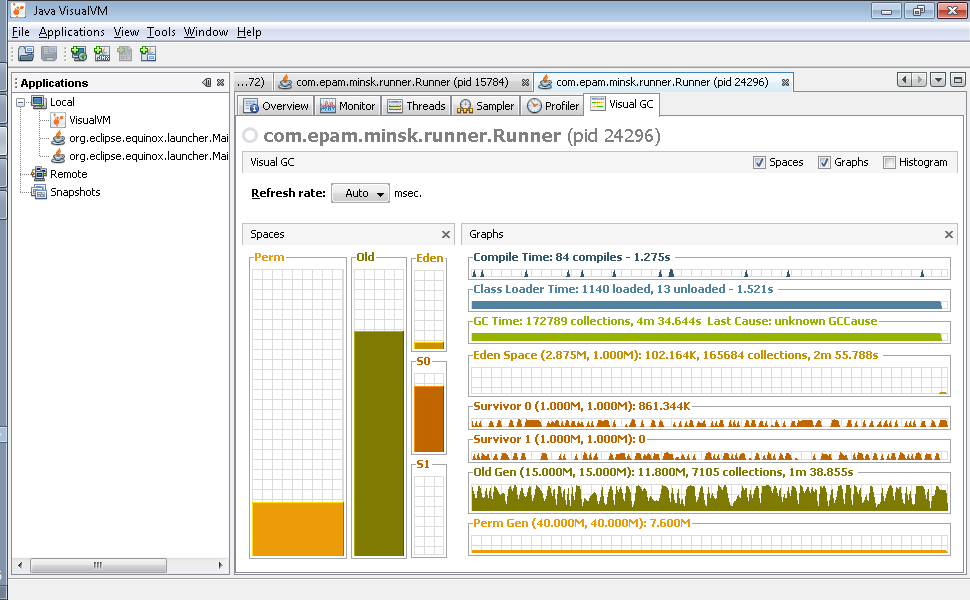 Java VisualVM
File Applications View Tools Window Help
Applications
Local
VisualVM
org.eclipse.equinox.launcher.Mai
org.eclipse.equinox.launcher.Mai
Remote
Snapshots
...72) com.epam.minsk.runner.Runner (pid 15784) com.epam.minsk.runner.Runner (pid 24296)
Overview Monitor Threads Sampler Profiler Visual GC
com.epam.minsk.runner.Runner (pid 24296)
Visual GC Spaces Graphs Histogram
Refresh rate: Auto msec.
Spaces
Perm Old Eden
S0
S1
Graphs
Compile Time: 84 compiles - 1.275s
Class Loader Time: 1140 loaded, 13 unloaded - 1.521s
GC Time: 172789 collections, 4m 34.644s Last Cause: unknown GCCause
Eden Space (2.875M, 1.000M): 102.164K, 165684 collections, 2m 55.788s
Survivor 0 (1.000M, 1.000M): 861.344K
Survivor 1 (1.000M, 1.000M): 0
Old Gen (15.000M, 15.000M): 11.800M, 7105 collections, 1m 38.855s
Perm Gen (40.000M, 40.000M): 7.600M